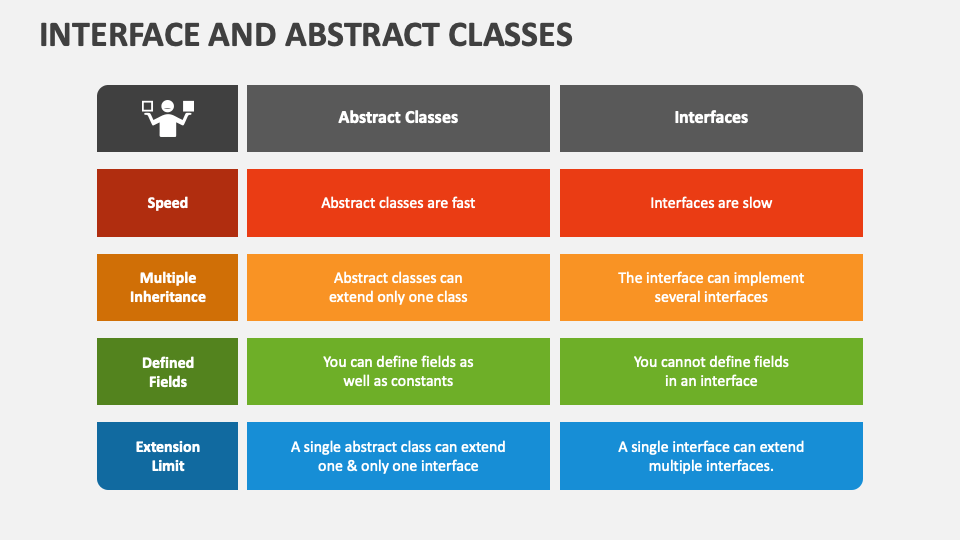 INTERFACE AND ABSTRACT CLASSES
Abstract Classes
Interfaces
Speed
Abstract classes are fast
Interfaces are slow
Multiple
Inheritance
Abstract classes can
extend only one class
The interface can implement
several interfaces
Defined
Fields
You can define fields as
well as constants
You cannot define fields
in an interface
Extension
Limit
A single abstract class can extend
one & only one interface
A single interface can extend
multiple interfaces.